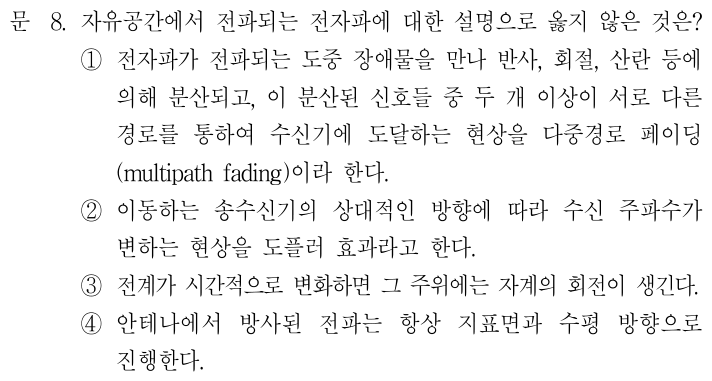 문 8. 자유공간에서 전파되는 전자파에 대한 설명으로 옳지 않은 것은?
① 전자파가 전파되는 도중 장애물을 만나 반사, 회절, 산란 등에
의해 분산되고, 이 분산된 신호들 중 두 개 이상이 서로 다른
경로를 통하여 수신기에 도달하는 현상을 다중경로 페이딩
(multipath fading)이라 한다.
② 이동하는 송수신기의 상대적인 방향에 따라 수신 주파수가
변하는 현상을 도플러 효과라고 한다.
③ 전계가 시간적으로 변화하면 그 주위에는 자계의 회전이 생긴다.
④ 안테나에서 방사된 전파는 항상 지표면과 수평 방향으로
진행한다.